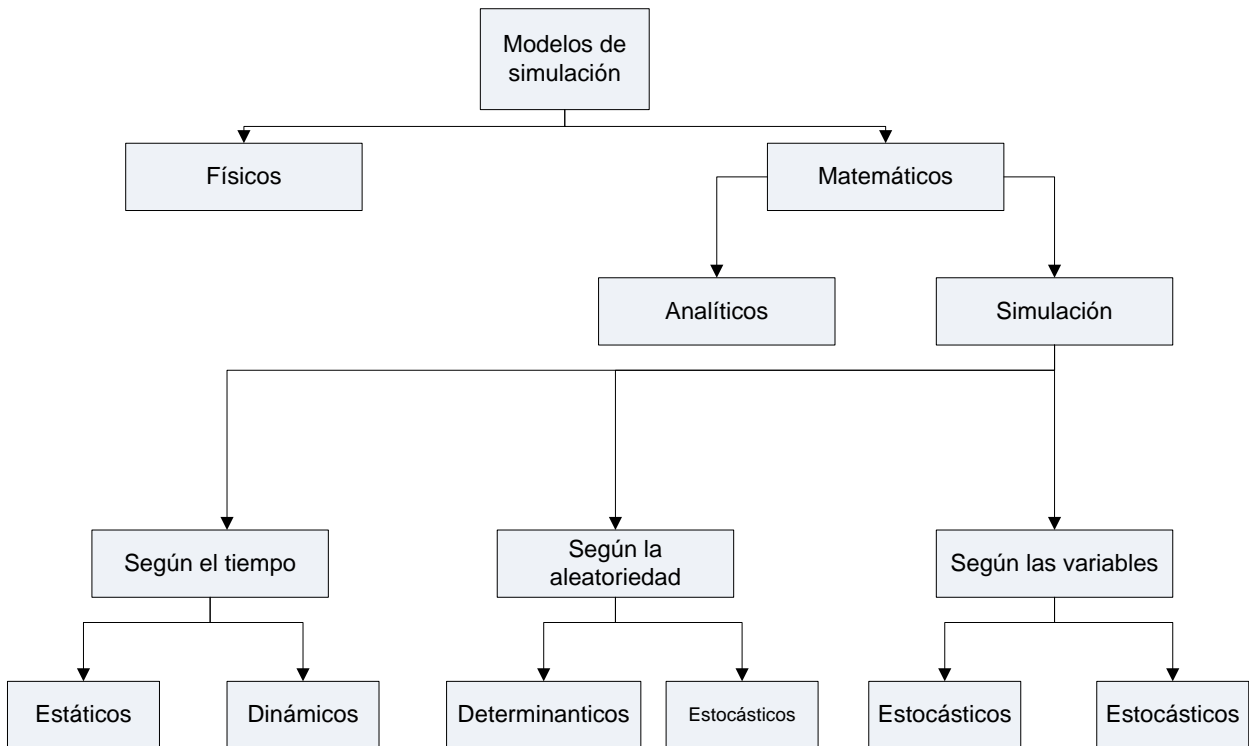 Modelos de
simulación
Físicos
Matemáticos
Analíticos
Simulación
Según el tiempo
Según la
aleatoriedad
Según las variables
Estáticos
Dinámicos
Determinanticos
Estocásticos
Estocásticos
Estocásticos